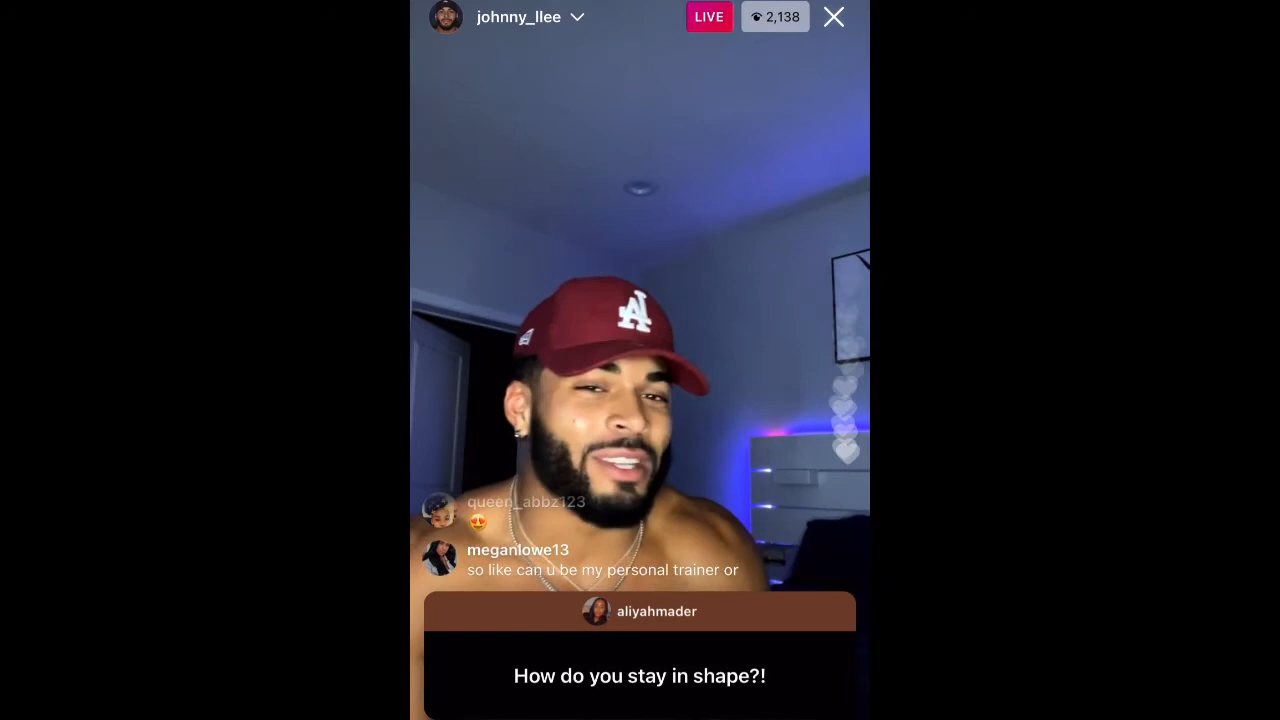 johnny_llee
LIVE
2,138
LA
queen_abbz123
😍
meganlowe13
so like can u be my personal trainer or
aliyahmader
How do you stay in shape?!